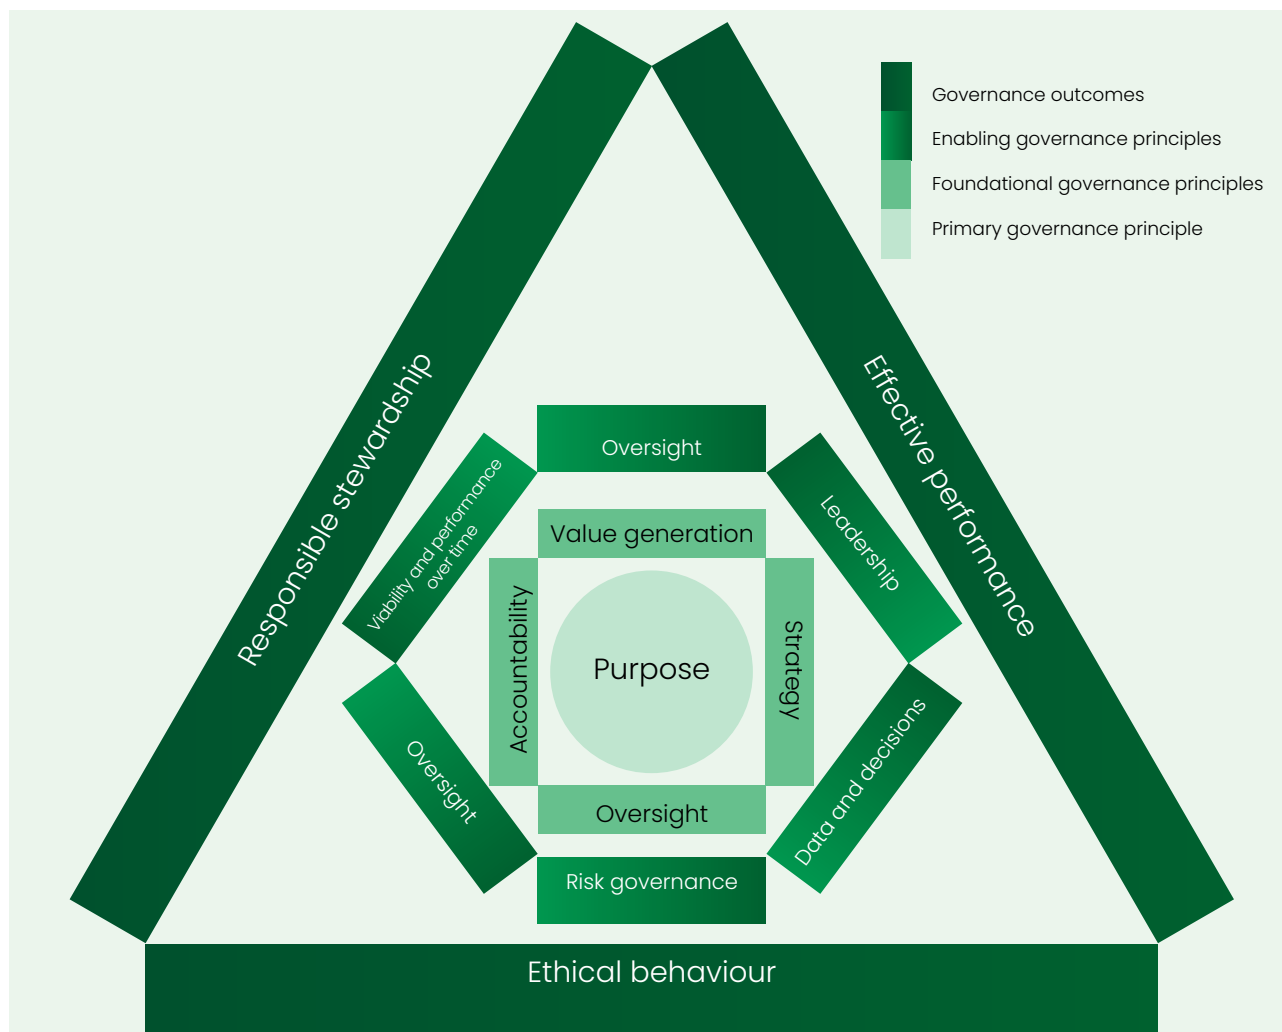 Governance outcomes
Enabling governance principles
Foundational governance principles
Primary governance principle
Responsible stewardship
Effective performance
Oversight
Viability and performance
over time
Leadership
Value generation
Accountability
Purpose
Strategy
Oversight
Data and decisions
Oversight
Risk governance
Ethical behaviour